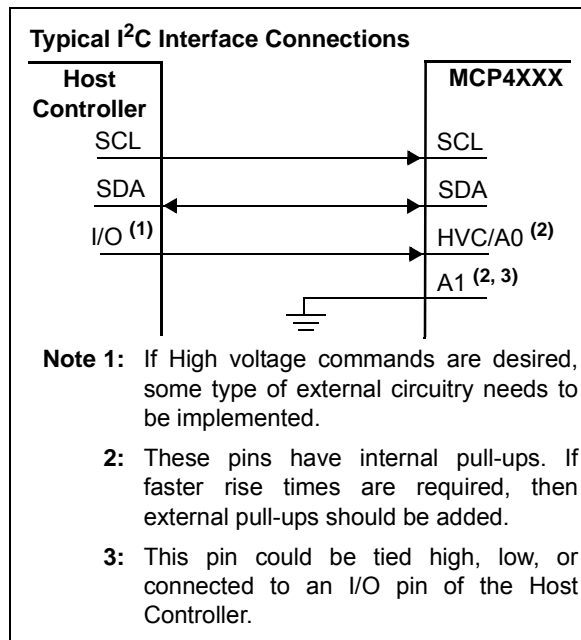 Typical I²C Interface Connections
Host
Controller
MCP4XXX
SCL
SCL
SDA
SDA
I/O (1)
HVC/A0 (2)
A1 (2, 3)
Note 1: If High voltage commands are desired,
some type of external circuitry needs to
be implemented.
2: These pins have internal pull-ups. If
faster rise times are required, then
external pull-ups should be added.
3: This pin could be tied high, low, or
connected to an I/O pin of the Host
Controller.